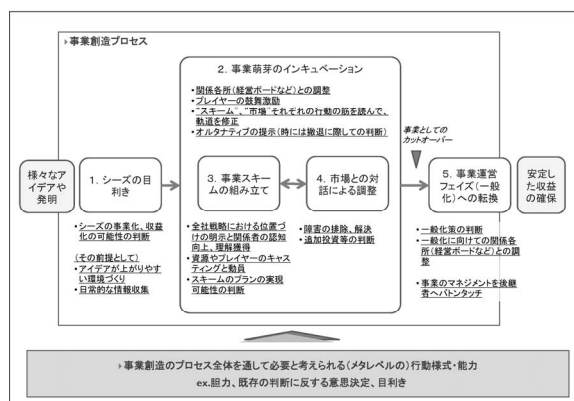 ▶事業創造プロセス
2. 事業萌芽のインキュベーション
・関係各所(経営ボードなど)との調整
・プレイヤーの鼓舞激励
・“スキーム”、“市場”それぞれの行動の筋を読んで、
軌道を修正
・オルタナティブの提示(時には撤退に際しての判断)
事業としての
カットオーバー
様々なア
イデアや
発明
1. シーズの目
利き
3. 事業スキー
ムの組み立て
4. 市場との対
話による調整
5. 事業運営
フェイズ(一般
化)への転換
安定し
た収益
の確保
・シーズの事業化、収益
化の可能性の判断
(その前提として)
・アイデアが上がりやす
い環境づくり
・日常的な情報収集
・全社戦略における位置づ
けの明示と関係者の認知
向上、理解獲得
・資源やプレイヤーのキャス
ティングと動員
・スキームのプランの実現
可能性の判断
・障害の排除、解決
・追加投資等の判断
・一般化策の判断
・一般化に向けての関係各
所(経営ボードなど)との調
整
・事業のマネジメントを後継
者へバトンタッチ
▶事業創造のプロセス全体を通して必要と考えられる(メタレベルの)行動様式・能力
ex.胆力、既存の判断に反する意思決定、目利き